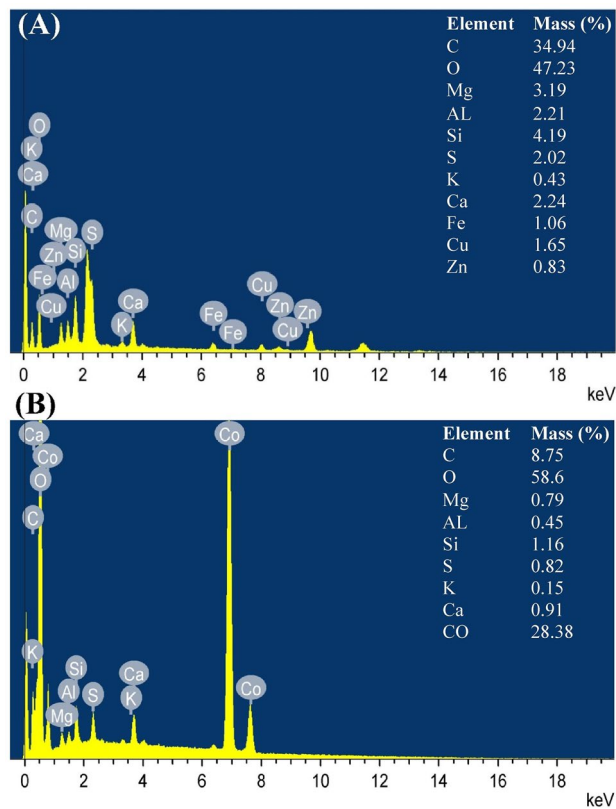 (A)
Element Mass (%)
C 34.94
O 47.23
Mg 3.19
AL 2.21
Si 4.19
S 2.02
K 0.43
Ca 2.24
Fe 1.06
Cu 1.65
Zn 0.83
O
K
Ca
C
Mg
S
Zn
Si
Fe
Al
Cu
K
Ca
Fe
Fe
Cu
Zn
Cu
Zn
0 2 4 6 8 10 12 14 16 18
keV
(B)
Element Mass (%)
C 8.75
O 58.6
Mg 0.79
AL 0.45
Si 1.16
S 0.82
K 0.15
Ca 0.91
CO 28.38
Ca
Co
O
C
K
Si
Al
S
Mg
Ca
K
Co
Co
0 2 4 6 8 10 12 14 16 18
keV